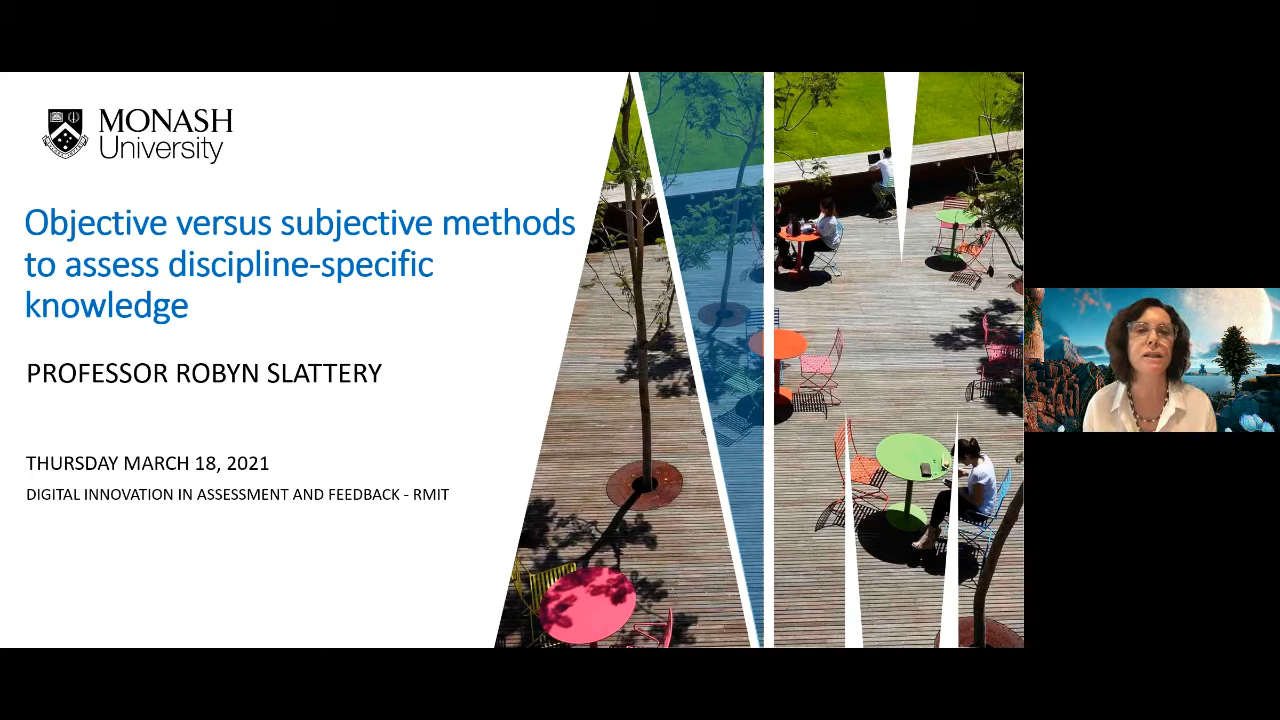 MONASH
University
Objective versus subjective methods
to assess discipline-specific
knowledge
PROFESSOR ROBYN SLATTERY
THURSDAY MARCH 18, 2021
DIGITAL INNOVATION IN ASSESSMENT AND FEEDBACK - RMIT